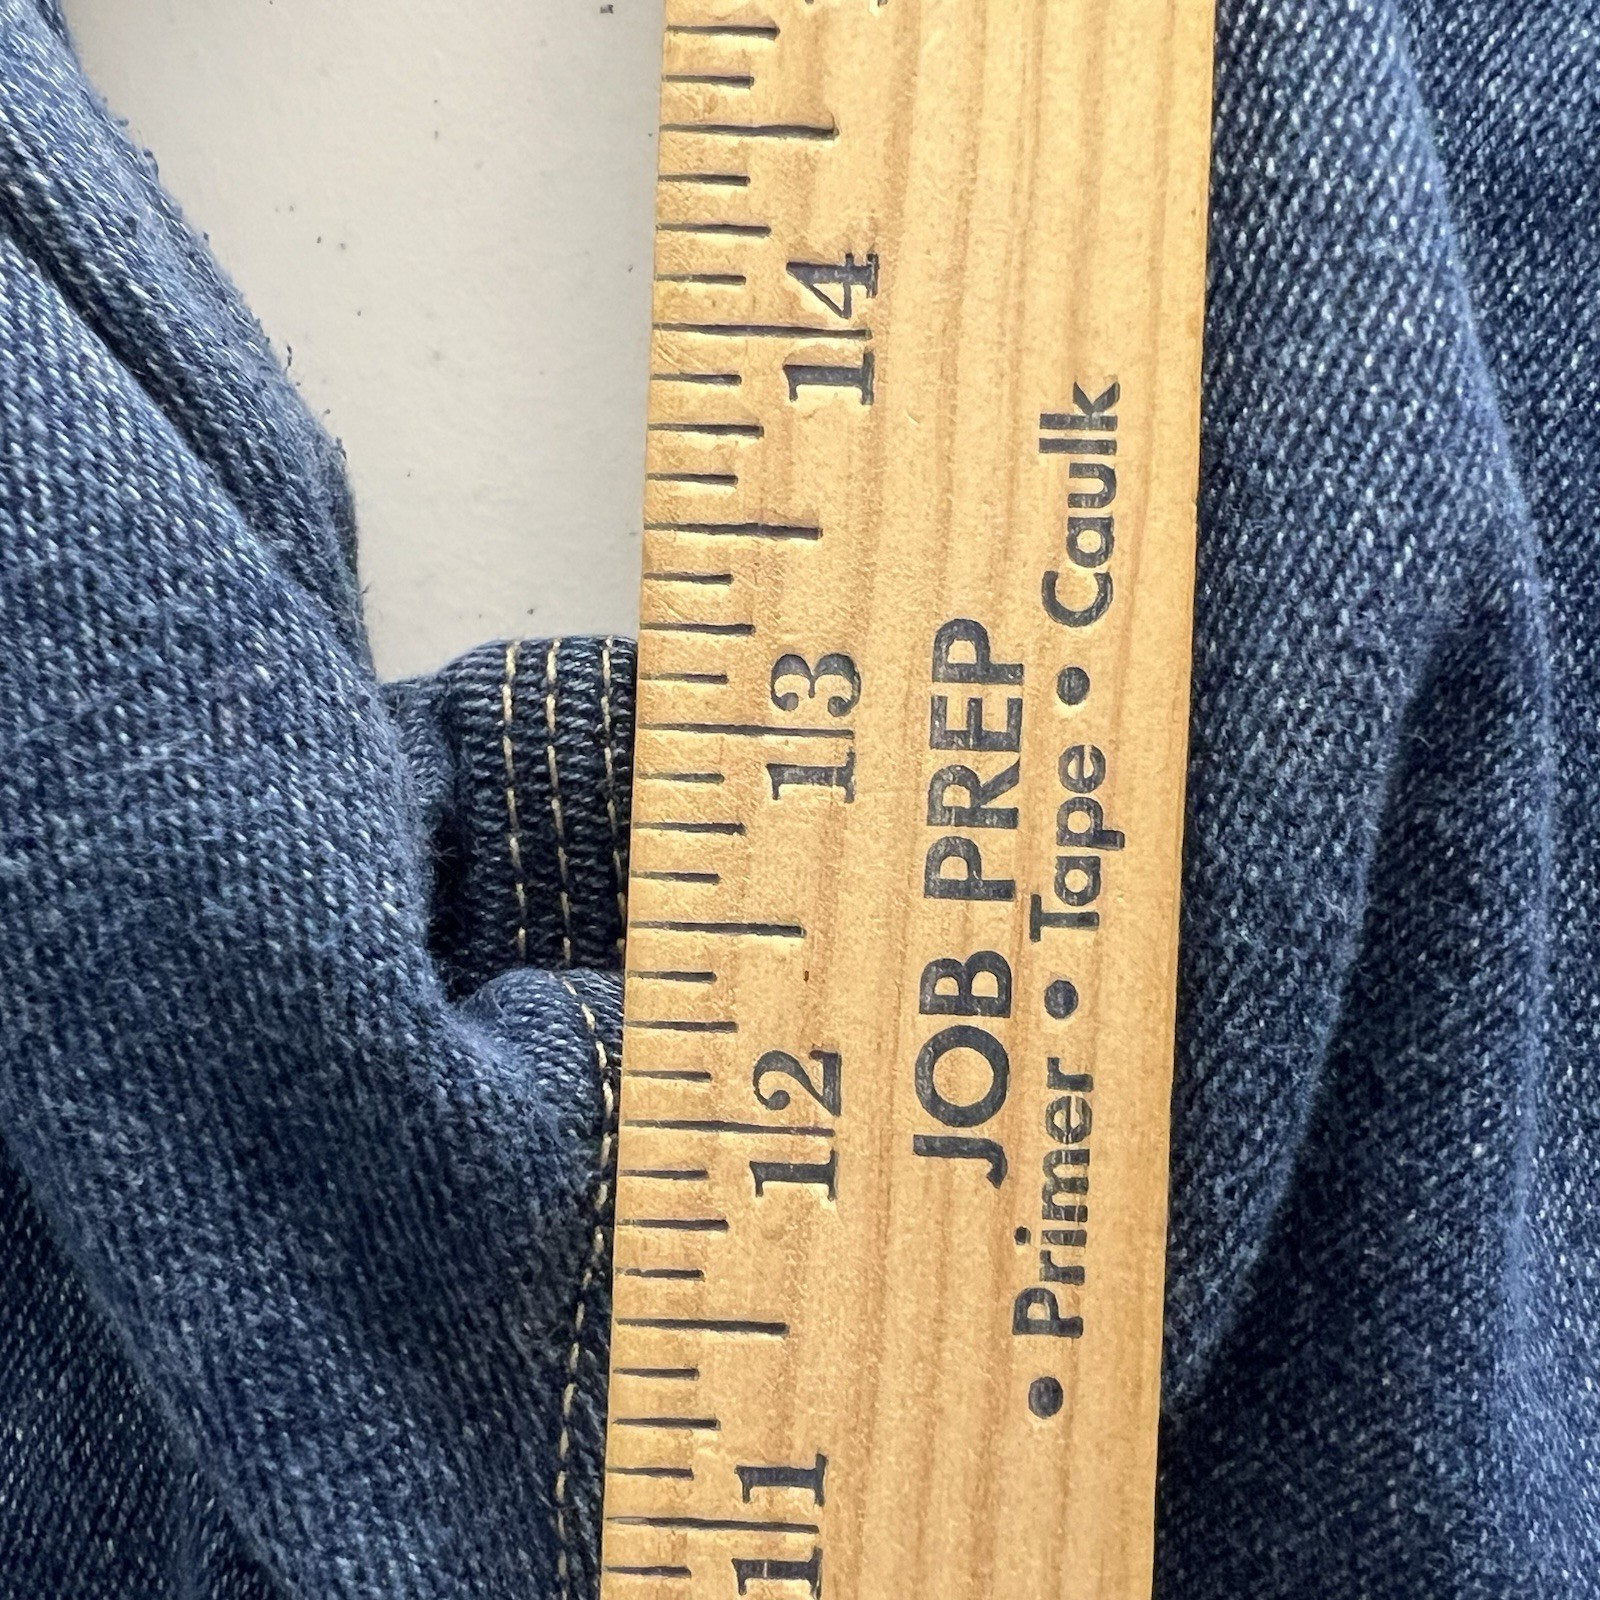 14
13
12
11
JOB PREP
• Primer • Tape • Caulk